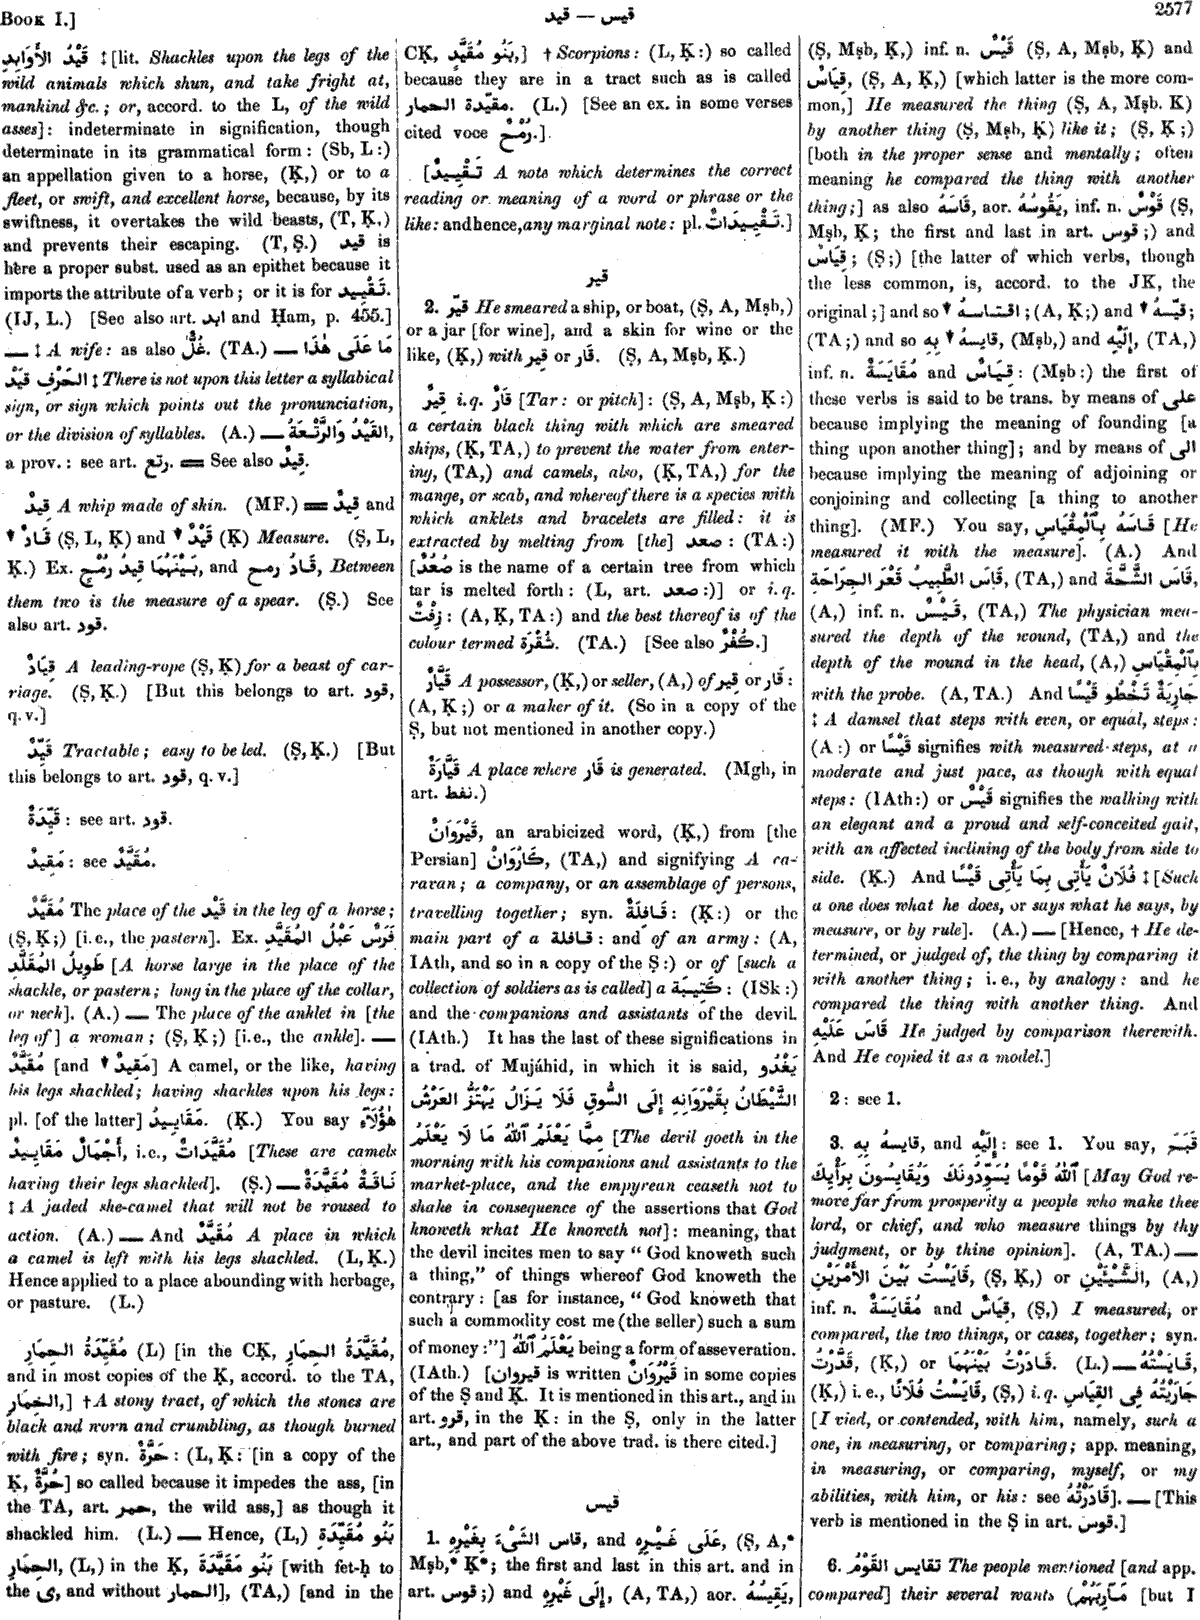 BOOK I.]
قيد — قيس
2577
قَيْدُ الأَوَابِدِ ‡ [lit. Shackles upon the legs of the
wild animals which shun, and take fright at,
mankind &c.; or, accord. to the L, of the wild
asses]: indeterminate in signification, though
determinate in its grammatical form: (Sb, L:)
an appellation given to a horse, (Ḳ,) or to a
fleet, or swift, and excellent horse, because, by its
swiftness, it overtakes the wild beasts, (T, Ḳ,)
and prevents their escaping. (T, Ṣ.) قيد is
here a proper subst. used as an epithet because it
imports the attribute of a verb; or it is for تَقْيِيد.
(IJ, L.) [See also art. ابد and Ḥam, p. 455.]
— ‡ A wife: as also غُلٌّ. (TA.) — مَا عَلَى هٰذَا
الحَرْفِ قَيْدٌ ‡ There is not upon this letter a syllabical
sign, or sign which points out the pronunciation,
or the division of syllables. (A.) — القَيْدُ وَالرَّتْعَةُ,
a prov.: see art. رتع. = See also قِيدٌ.
قِيدٌ A whip made of skin. (MF.) = قِيدٌ and
▼ قَادٌ (Ṣ, L, Ḳ) and ▼ قَيْدٌ (Ḳ) Measure. (Ṣ, L,
Ḳ.) Ex. بَيْنَهُمَا قِيدُ رُمْحٍ, and قَادُ رمح, Between
them two is the measure of a spear. (Ṣ.) See
also art. قود.
قِيَادٌ A leading-rope (Ṣ, Ḳ) for a beast of car-
riage. (Ṣ, Ḳ.) [But this belongs to art. قود,
q. v.]
قَيِّدٌ Tractable; easy to be led. (Ṣ, Ḳ.) [But
this belongs to art. قود, q. v.]
قَيِّدَةٌ: see art. قود.
مَقِيدٌ: see مُقَيَّدٌ.
مُقَيَّدٌ The place of the قَيْد in the leg of a horse;
(Ṣ, Ḳ;) [i. e., the pastern]. Ex. فَرَسٌ عَبْلُ المُقَيَّدِ
طَوِيلُ المُقَلَّدِ [A horse large in the place of the
shackle, or pastern; long in the place of the collar,
or neck]. (A.) — The place of the anklet in [the
leg of] a woman; (Ṣ, Ḳ;) [i.e., the ankle]. —
مُقَيَّدٌ [and ▼ مَقِيدٌ] A camel, or the like, having
his legs shackled; having shackles upon his legs:
pl. [of the latter] مَقَايِيدُ. (Ḳ.) You say هٰؤُلَآءِ
أَجْمَالٌ مَقَايِيدُ, i.e., مُقَيَّدَاتٌ [These are camels
having their legs shackled]. (Ṣ.) — نَاقَةٌ مُقَيَّدَةٌ
‡ A jaded she-camel that will not be roused to
action. (A.) — And مُقَيَّدٌ A place in which
a camel is left with his legs shackled. (L, Ḳ.)
Hence applied to a place abounding with herbage,
or pasture. (L.)
مُقَيِّدَةُ الحِمَارِ (L) [in the CḲ, مُقَيَّدَةُ الحِمَارِ,
and in most copies of the Ḳ, accord. to the TA,
الخِمَارِ,] † A stony tract, of which the stones are
black and worn and crumbling, as though burned
with fire; syn. حَرَّةٌ: (L, Ḳ: [in a copy of the
Ḳ, حُرَّةٌ] so called because it impedes the ass, [in
the TA, art. حمر, the wild ass,] as though it
shackled him. (L.) — Hence, (L,) بَنُو مُقَيِّدَةِ
الحِمَارِ, (L,) in the Ḳ, بَنُو مَقَيَّدَةَ [with fet-ḥ to
the ى, and without الحمار], (TA,) [and in the
CḲ, بَنُو مُقَيَّدٍ,] † Scorpions: (L, Ḳ:) so called
because they are in a tract such as is called
مقيّدة الحمار. (L.) [See an ex. in some verses
cited voce رُمْحٌ.]
[تَقْيِيدٌ A note which determines the correct
reading or meaning of a word or phrase or the
like: and hence, any marginal note: pl. تَقْيِيدَاتٌ.]
قير
2. قيّر He smeared a ship, or boat, (Ṣ, A, Mṣb,)
or a jar [for wine], and a skin for wine or the
like, (Ḳ,) with قِير or قَار. (Ṣ, A, Mṣb, Ḳ.)
قِيرٌ i. q. قَارٌ [Tar: or pitch]: (Ṣ, A, Mṣb, Ḳ:)
a certain black thing with which are smeared
ships, (Ḳ, TA,) to prevent the water from enter-
ing, (TA,) and camels, also, (Ḳ, TA,) for the
mange, or scab, and whereof there is a species with
which anklets and bracelets are filled: it is
extracted by melting from [the] صعد: (TA:)
[صُعُدٌ is the name of a certain tree from which
tar is melted forth: (L, art. صعد:)] or i. q.
زِفْتٌ: (A, Ḳ, TA:) and the best thereof is of the
colour termed شُقْرَة. (TA.) [See also كُفْرٌ.]
قَيَّارٌ A possessor, (Ḳ,) or seller, (A,) of قِير or قَار:
(A, Ḳ;) or a maker of it. (So in a copy of the
Ṣ, but not mentioned in another copy.)
قَيَّارَةٌ A place where قَار is generated. (Mgh, in
art. نفط.)
قَيْرَوَانٌ, an arabicized word, (Ḳ,) from [the
Persian] كَارْوَانْ, (TA,) and signifying A ca-
ravan; a company, or an assemblage of persons,
travelling together; syn. قَافِلَةٌ: (Ḳ:) or the
main part of a قافلة: and of an army: (A,
IAth, and so in a copy of the Ṣ:) or of [such a
collection of soldiers as is called] a كَتِيبَة: (ISk:)
and the companions and assistants of the devil.
(IAth.) It has the last of these significations in
a trad. of Mujáhid, in which it is said, يَغْدُو
الشَّيْطَانُ بِقَيْرَوَانِهِ إِلَى السُّوقِ فَلَا يَزَالُ يَهْتَزُّ العَرْشُ
مِمَّا يَعْلَمُ ٱللّٰهُ مَا لَا يَعْلَمُ [The devil goeth in the
morning with his companions and assistants to the
market-place, and the empyrean ceaseth not to
shake in consequence of the assertions that God
knoweth what He knoweth not]: meaning, that
the devil incites men to say “God knoweth such
a thing,” of things whereof God knoweth the
contrary: [as for instance, “God knoweth that
such a commodity cost me (the seller) such a sum
of money:”] يَعْلَمُ ٱللّٰهُ being a form of asseveration.
(IAth.) [قيروان is written قَيْرُوَانٌ in some copies
of the Ṣ and Ḳ. It is mentioned in this art., and in
art. قرو, in the Ḳ: in the Ṣ, only in the latter
art., and part of the above trad. is there cited.]
قيس
1. قاس الشَّىْءَ بِغَيْرِهِ, and عَلَى غَيْرِهِ, (Ṣ, A,*
Mṣb,* Ḳ*; the first and last in this art. and in
art. قوس;) and إِلَى غَيْرِهِ, (A, TA,) aor. يَقِيسُهُ,
(Ṣ, Mṣb, Ḳ,) inf. n. قَيْسٌ (Ṣ, A, Mṣb, Ḳ) and
قِيَاسٌ, (Ṣ, A, Ḳ,) [which latter is the more com-
mon,] He measured the thing (Ṣ, A, Mṣb. Ḳ)
by another thing (Ṣ, Mṣb, Ḳ) like it; (Ṣ, Ḳ;)
[both in the proper sense and mentally; often
meaning he compared the thing with another
thing;] as also قَاسَهُ, aor. يَقُوسُهُ, inf. n. قَوْسٌ (Ṣ,
Mṣb, Ḳ; the first and last in art. قوس;) and
قِيَاسٌ; (Ṣ;) [the latter of which verbs, though
the less common, is, accord. to the JK, the
original;] and so ▼ اقتاسهُ; (A, Ḳ;) and ▼ قيّسهُ;
(TA;) and so ▼ قايسهُ بِهِ, (Mṣb,) and إِلَيْهِ, (TA,)
inf. n. مُقَايَسَةٌ and قِيَاسٌ: (Mṣb:) the first of
these verbs is said to be trans. by means of على
because implying the meaning of founding [a
thing upon another thing]; and by means of الى
because implying the meaning of adjoining or
conjoining and collecting [a thing to another
thing]. (MF.) You say, قَاسَهُ بِٱلْمِقْيَاسِ [He
measured it with the measure]. (A.) And
قَاسَ الطَّبِيبُ قَعْرَ الجِرَاحَةِ, (TA,) and قَاسَ الشَّجَّةَ,
(A,) inf. n. قَيْسٌ, (TA,) The physician mea-
sured the depth of the wound, (TA,) and the
depth of the wound in the head, (A,) بِٱلْمِقْيَاسِ
with the probe. (A, TA.) And جَارِيَةٌ تَخْطُو قَيْسًا
‡ A damsel that steps with even, or equal, steps:
(A:) or قَيْسًا signifies with measured steps, at a
moderate and just pace, as though with equal
steps: (IAth:) or قَيْسٌ signifies the walking with
an elegant and a proud and self-conceited gait,
with an affected inclining of the body from side to
side. (Ḳ.) And فُلَانٌ يَأْتِى بِمَا يَأْتِى قَيْسًا ‡ [Such
a one does what he does, or says what he says, by
measure, or by rule]. (A.) — [Hence, † He de-
termined, or judged of, the thing by comparing it
with another thing; i. e., by analogy: and he
compared the thing with another thing. And
قَاسَ عَلَيْهِ He judged by comparison therewith.
And He copied it as a model.]
2: see 1.
3. قايسهُ بِهِ, and إِلَيْهِ: see 1. You say, قَبَحَ
ٱللّٰهُ قَوْمًا يُسَوِّدُونَكَ وَيُقَايِسُونَ بِرَأْيِكَ [May God re-
move far from prosperity a people who make thee
lord, or chief, and who measure things by thy
judgment, or by thine opinion]. (A, TA.) —
قَايَسْتُ بَيْنَ الأَمْرَيْنِ, (Ṣ, Ḳ,) or الشَّيْئَيْنِ, (A,)
inf. n. مُقَايَسَةٌ and قِيَاسٌ, (Ṣ,) I measured, or
compared, the two things, or cases, together; syn.
قَدَّرْتُ, (Ḳ,) or قَادَرْتُ بَيْنَهُمَا. (L.) — قَايَسْتُهُ
(Ḳ,) i. e., قَايَسْتُ فُلَانًا, (Ṣ,) i. q. جَارَيْتُهُ فِى القِيَاسِ
[I vied, or contended, with him, namely, such a
one, in measuring, or comparing; app. meaning,
in measuring, or comparing, myself, or my
abilities, with him, or his: see قَادَرْتُهُ]. — [This
verb is mentioned in the Ṣ in art. قوس.]
6. تقايس القَوْمُ The people mentioned [and app.
compared] their several wants (مَآرِبَهُمْ [but I